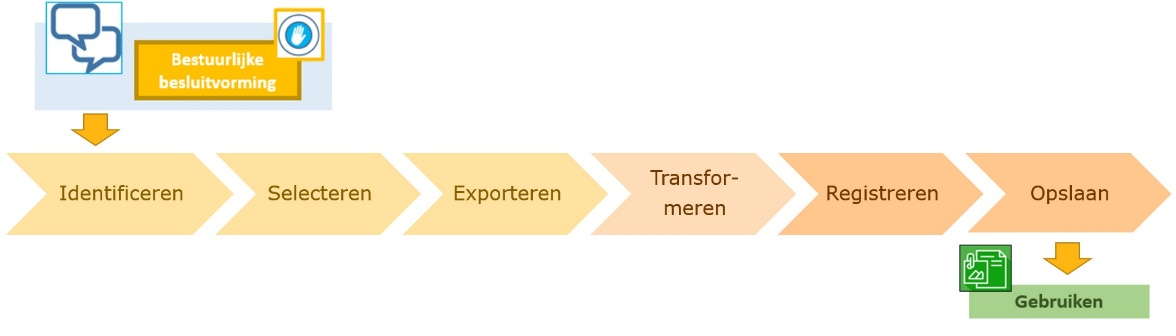 Bestuurlijke
besluitvorming
Identificeren
Selecteren
Exporteren
Transfor-
meren
Registreren
Opslaan
Gebruiken